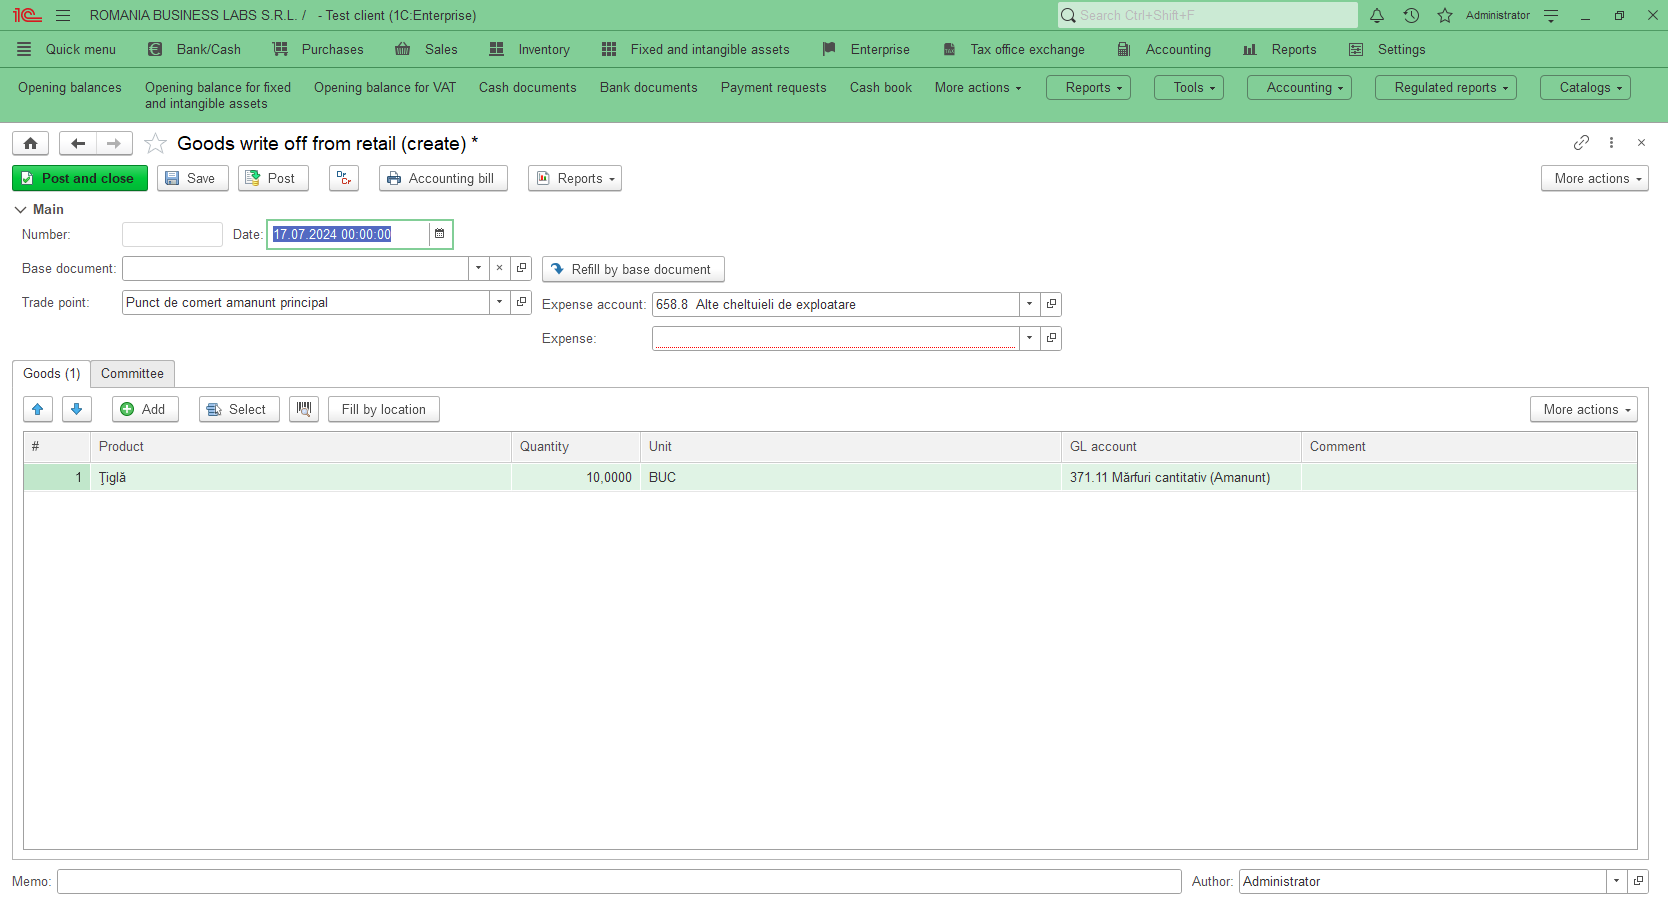 ROMANIA BUSINESS LABS S.R.L. /   - Test client (1C:Enterprise)
Search Ctrl+Shift+F
Administrator
Quick menu
Bank/Cash
Purchases
Sales
Inventory
Fixed and intangible assets
Enterprise
Tax office exchange
Accounting
Reports
Settings
Opening balances
Opening balance for fixed
and intangible assets
Opening balance for VAT
Cash documents
Bank documents
Payment requests
Cash book
More actions
Reports
Tools
Accounting
Regulated reports
Catalogs
Goods write off from retail (create) *
Post and close
Save
Post
Dr
Cr
Accounting bill
Reports
More actions
Main
Number:
Date: 17.07.2024 00:00:00
Base document:
Refill by base document
Trade point: Punct de comert amanunt principal
Expense account: 658.8  Alte cheltuieli de exploatare
Expense:
Goods (1)
Committee
Add
Select
Fill by location
More actions
# Product Quantity Unit GL account Comment
1 Ţiglă 10,0000 BUC 371.11 Mărfuri cantitativ (Amanunt)
Memo:
Author: Administrator